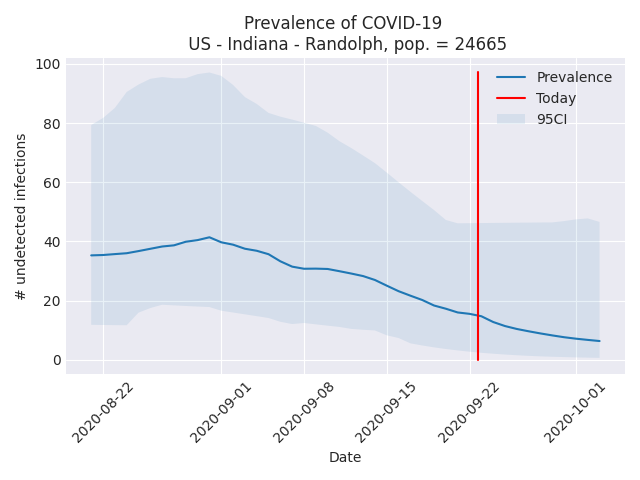 Prevalence of COVID-19
US - Indiana - Randolph, pop. = 24665
# undetected infections
100
80
60
40
20
0
Prevalence
Today
95CI
2020-08-22
2020-09-01
2020-09-08
2020-09-15
2020-09-22
2020-10-01
Date